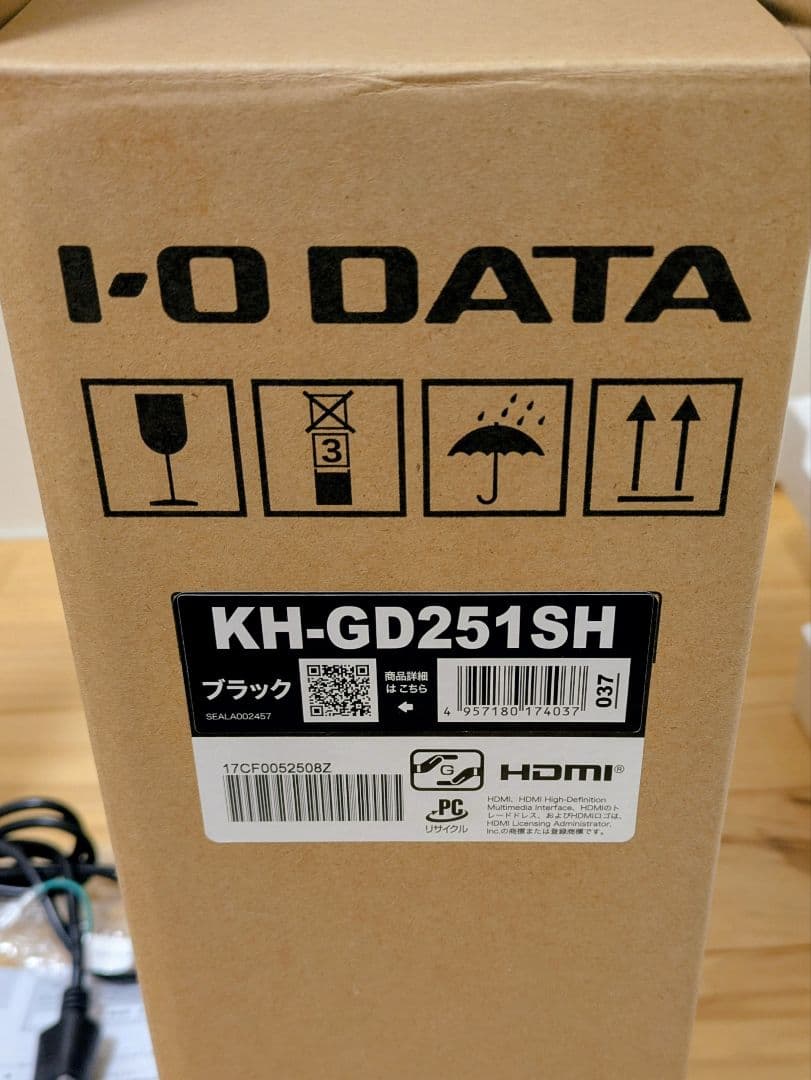 I-O DATA
3
KH-GD251SH
ブラック
商品詳細
は こちら
SEALA002457
4 957180 174037
037
17CF0052508Z
G
HDMI®
PC
リサイクル
HDMI、HDMI High-Definition
Multimedia Interface、HDMIのト
レードドレス、およびHDMIロゴは、
HDMI Licensing Administrator,
Inc.の商標または登録商標です。